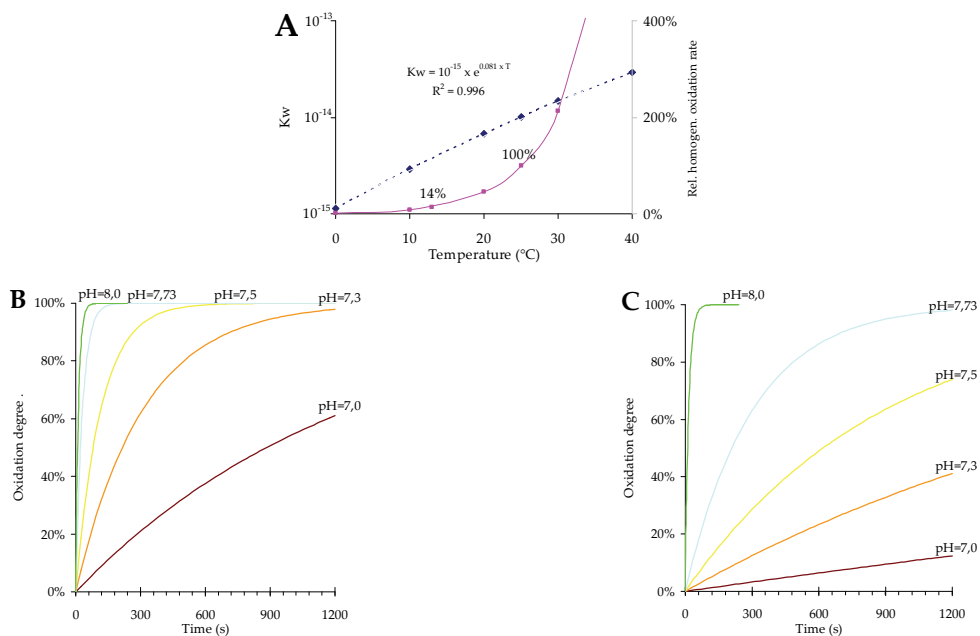 A
10-13
400%
Kw = 10-15 x e0.081 x T
R2 = 0.996
Kw
10-14
200%
Rel. homogen. oxidation rate
100%
14%
10-15
0%
0
10
20
30
40
Temperature (°C)
B
pH=8,0
pH=7,73
pH=7,5
pH=7,3
100%
80%
60%
40%
20%
0%
pH=7,0
Oxidation degree .
0
300
600
900
1200
Time (s)
C
pH=8,0
pH=7,73
pH=7,5
pH=7,3
pH=7,0
100%
80%
60%
40%
20%
0%
Oxidation degree
0
300
600
900
1200
Time (s)